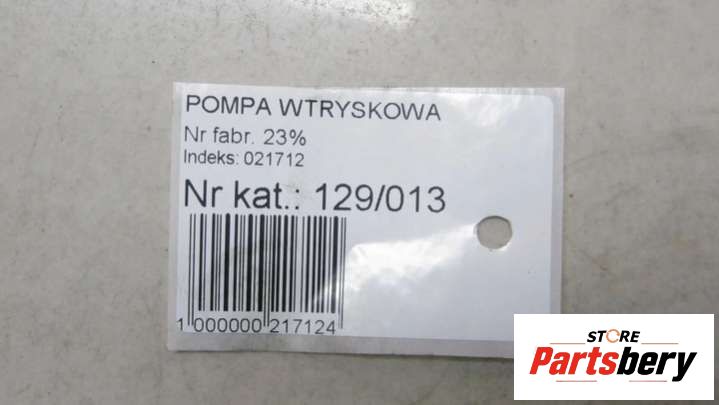 POMPA WTRYSKOWA
Nr fabr. 23%
Indeks: 021712
Nr kat.: 129/013
1 000000 217124
STORE
Partsbery